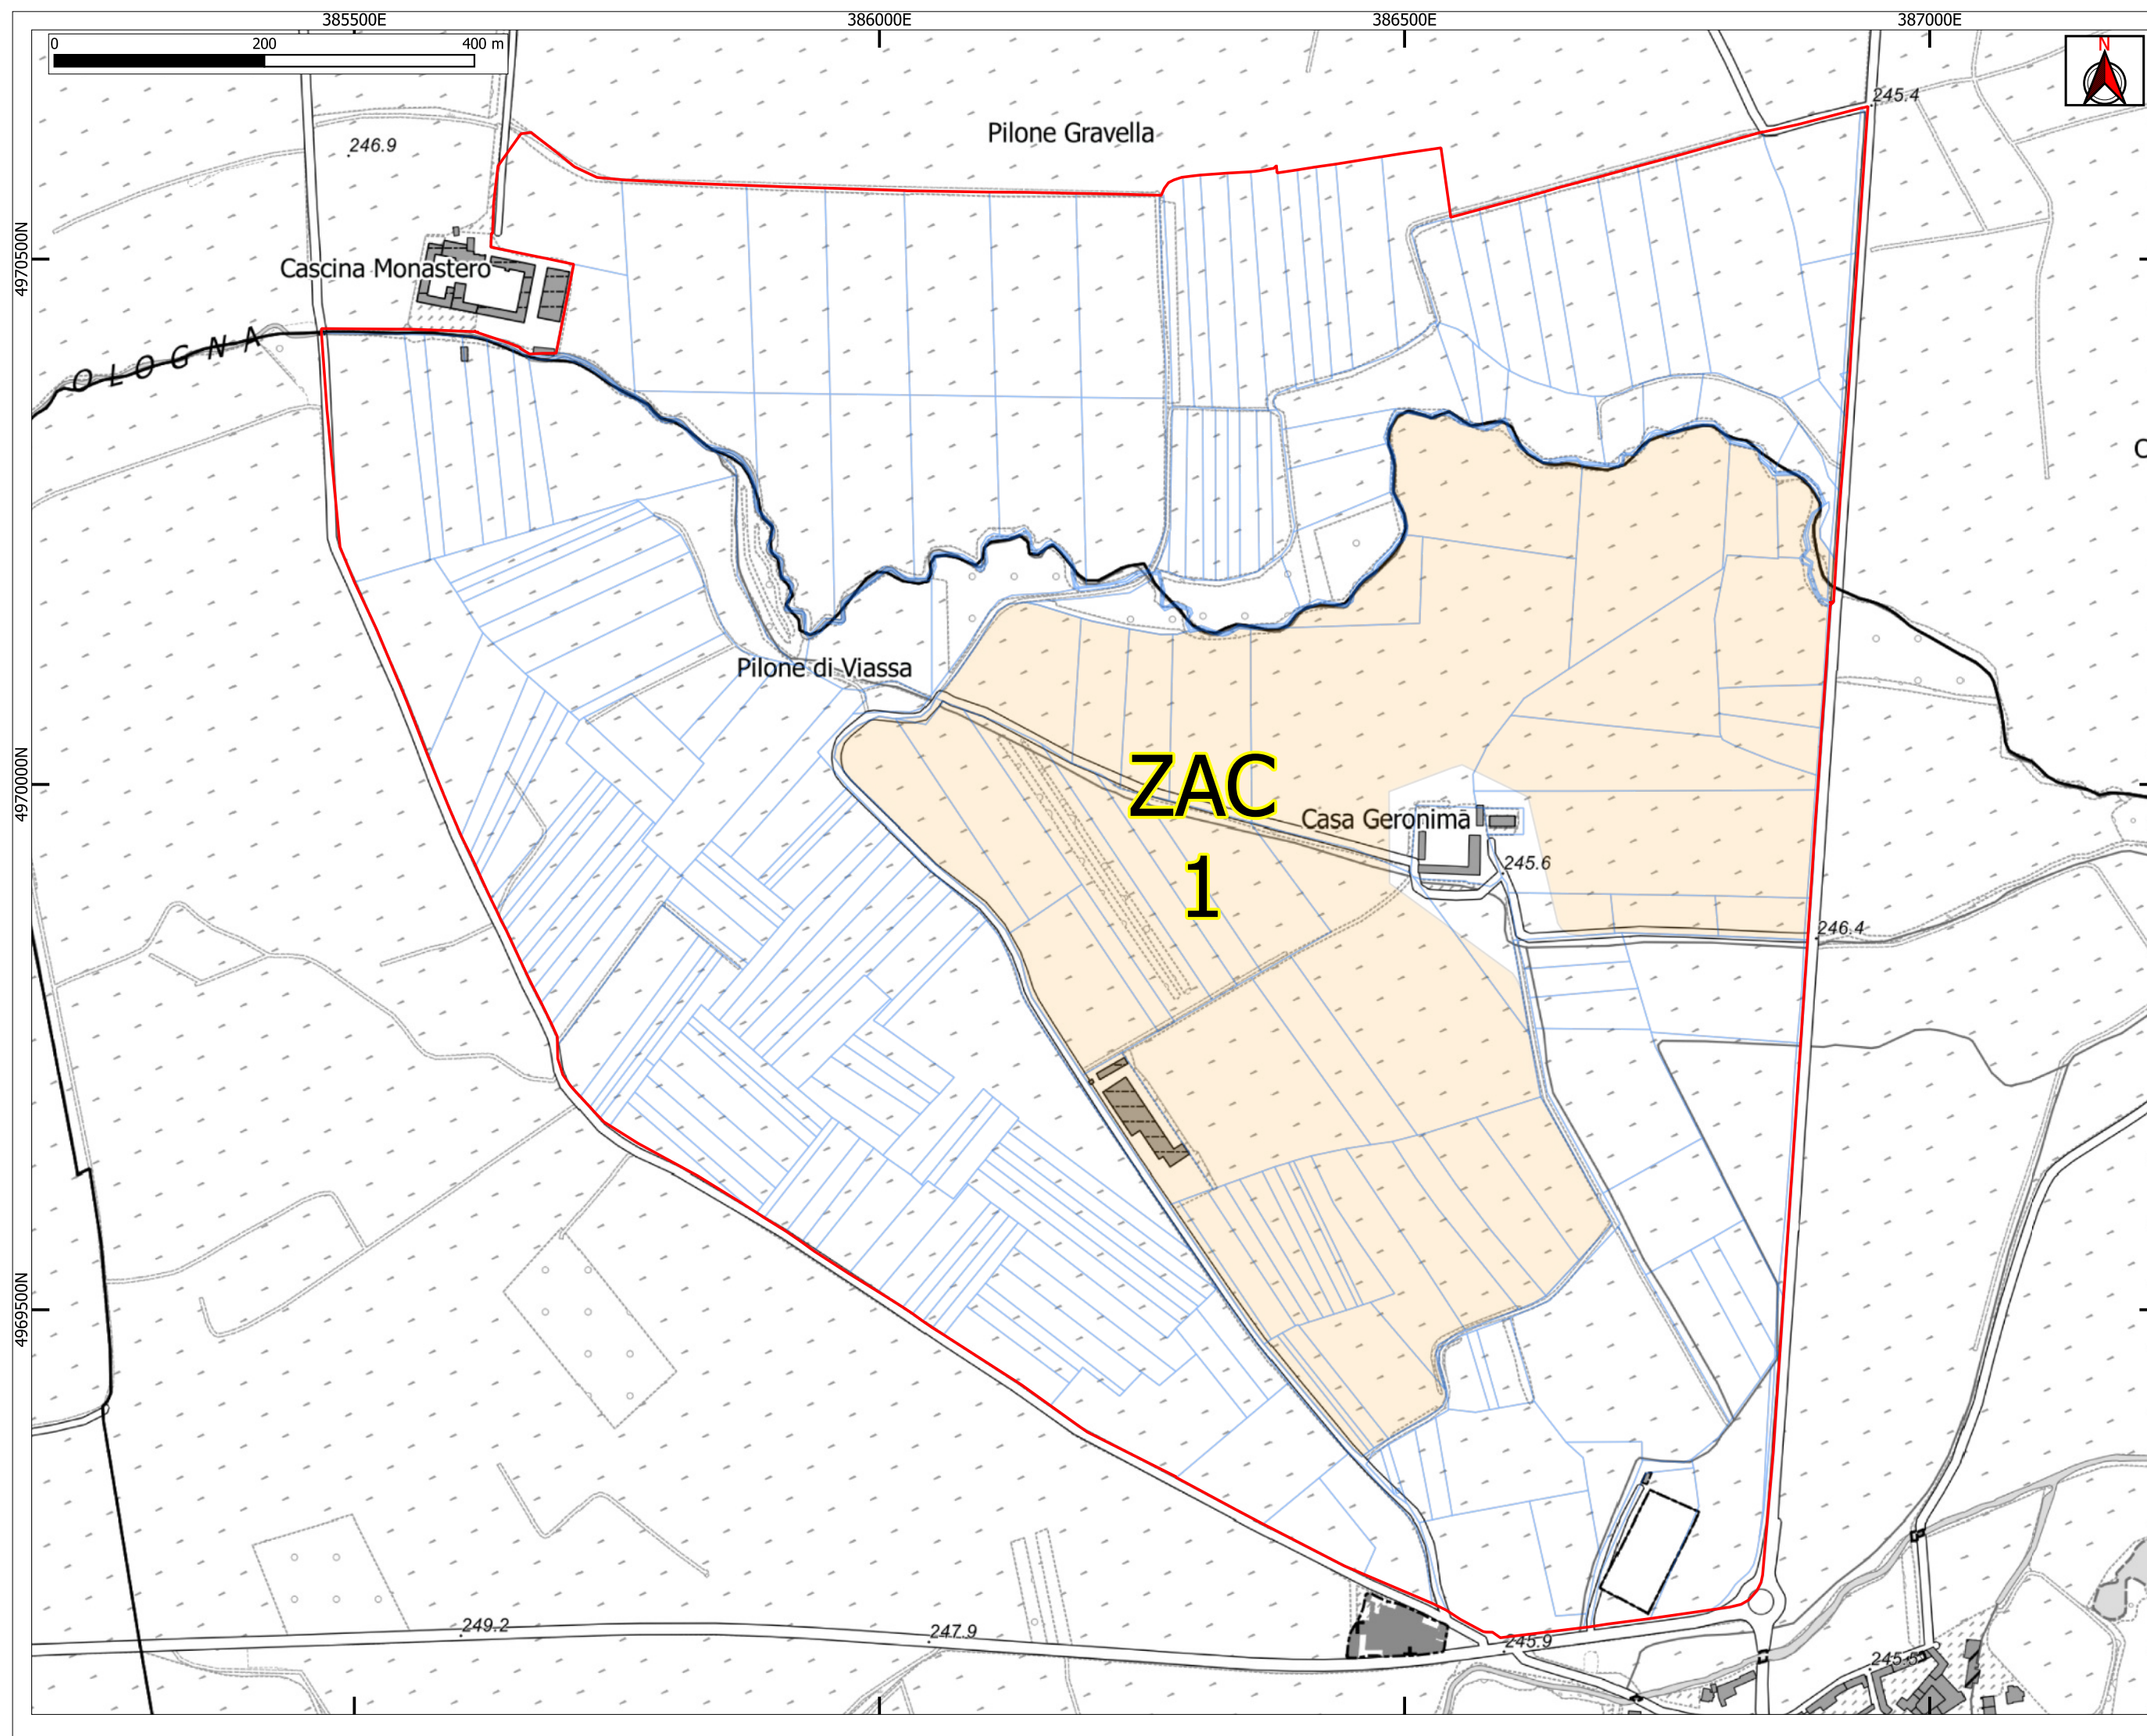 385500E
386000E
386500E
387000E
0
200
400 m
N
245.4
Pilone Gravella
246.9
4970500N
Cascina Monastero
OLOGNA
Pilone di Viassa
4970000N
ZAC
1
Casa Geronima
245.6
246.4
4969500N
249.2
247.9
245.9